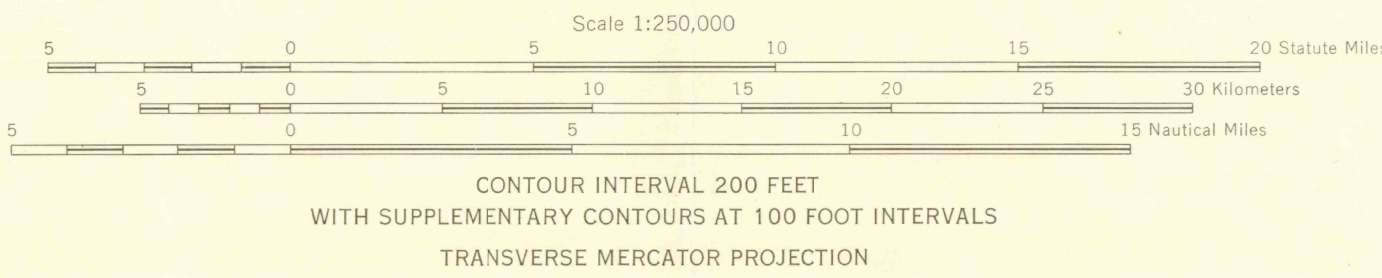 Scale 1:250,000
5 0 5 10 15 20 Statute Miles
5 0 5 10 15 20 25 30 Kilometers
5 0 5 10 15 Nautical Miles
CONTOUR INTERVAL 200 FEET
WITH SUPPLEMENTARY CONTOURS AT 100 FOOT INTERVALS
TRANSVERSE MERCATOR PROJECTION